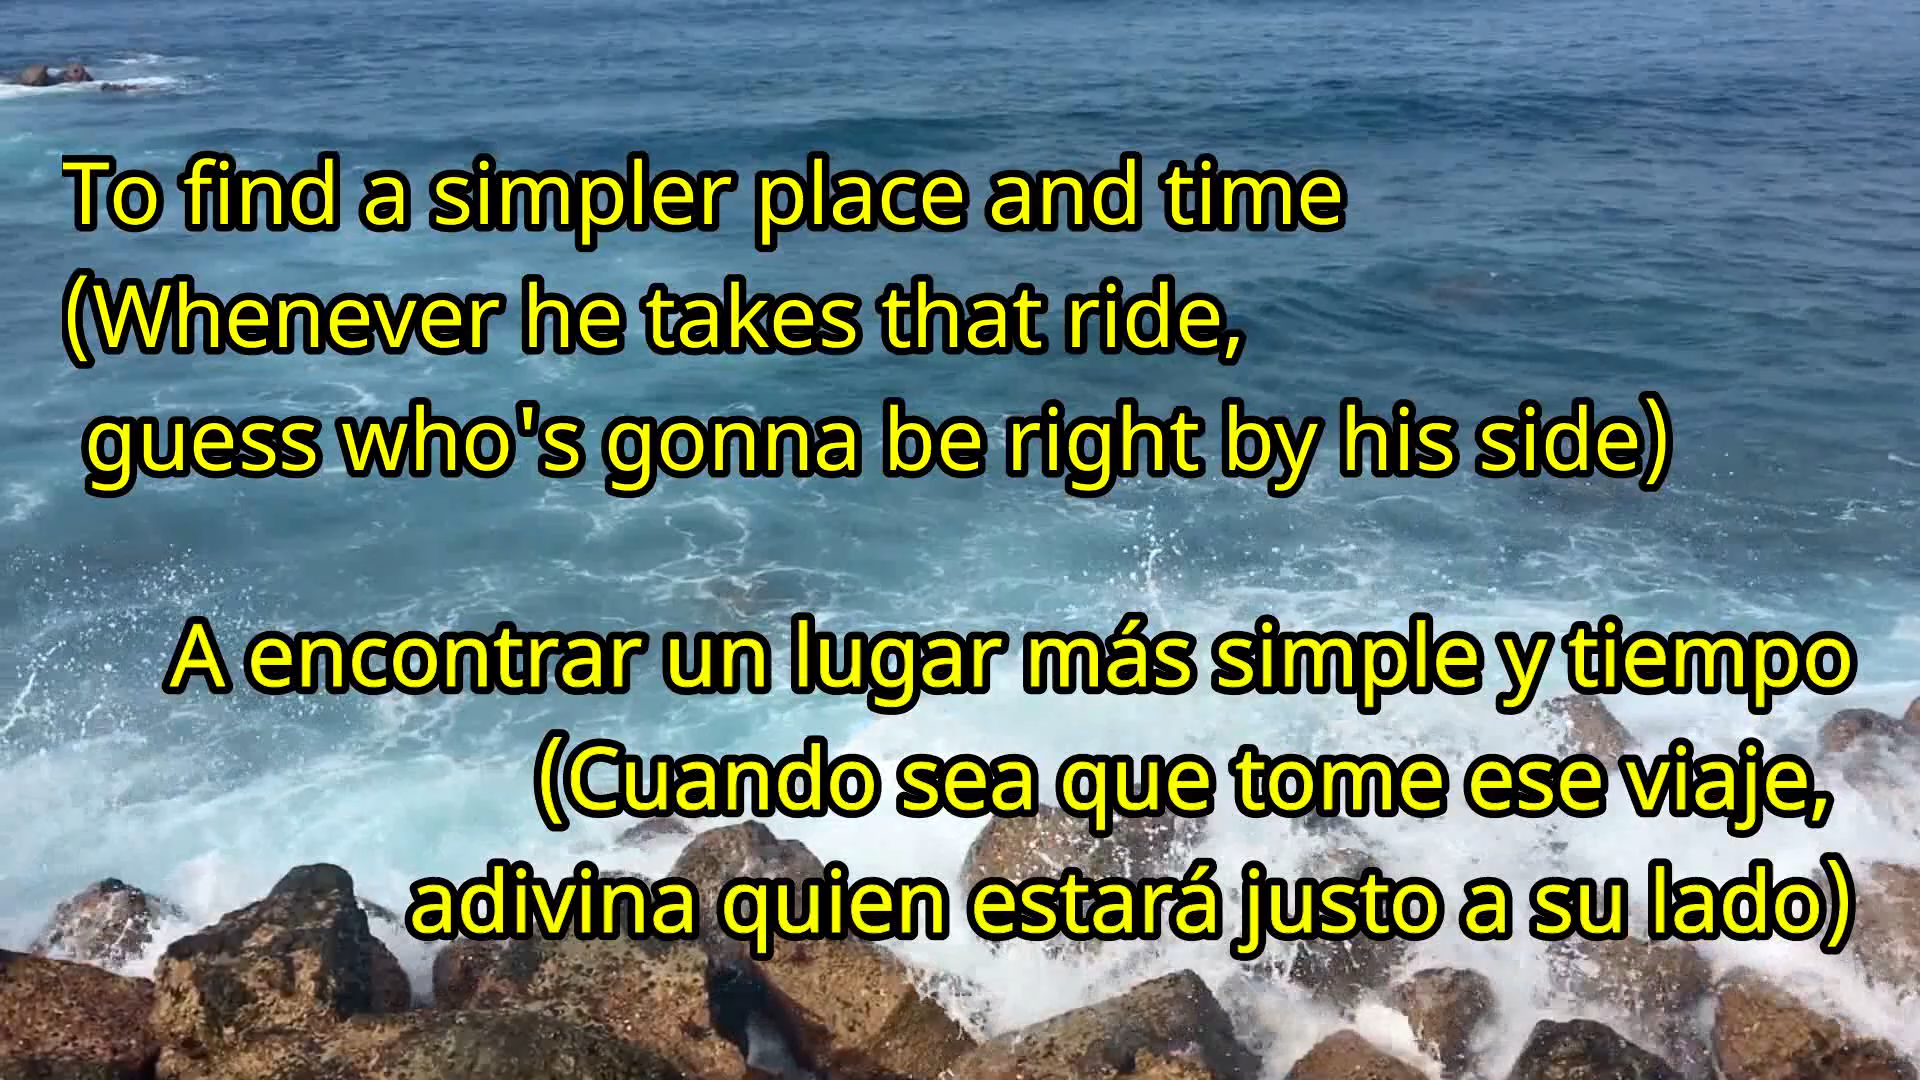 To find a simpler place and time
(Whenever he takes that ride,
guess who's gonna be right by his side)
A encontrar un lugar más simple y tiempo
(Cuando sea que tome ese viaje,
adivina quien estará justo a su lado)